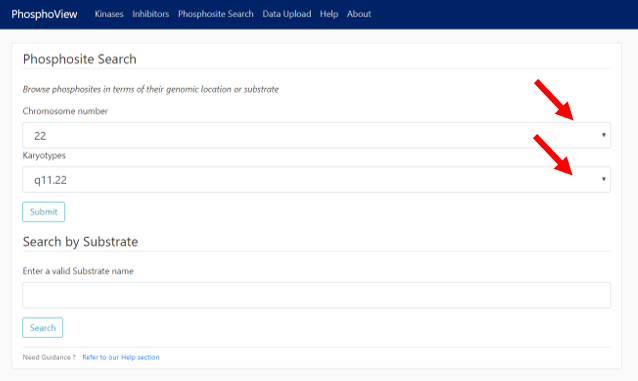 PhosphoView Kinases Inhibitors Phosphosite Search Data Upload Help About
Phosphosite Search
Browse phosphosites in terms of their genomic location or substrate
Chromosome number
22
Karyotypes
q11.22
Submit
Search by Substrate
Enter a valid Substrate name
Search
Need Guidance ? Refer to our Help section